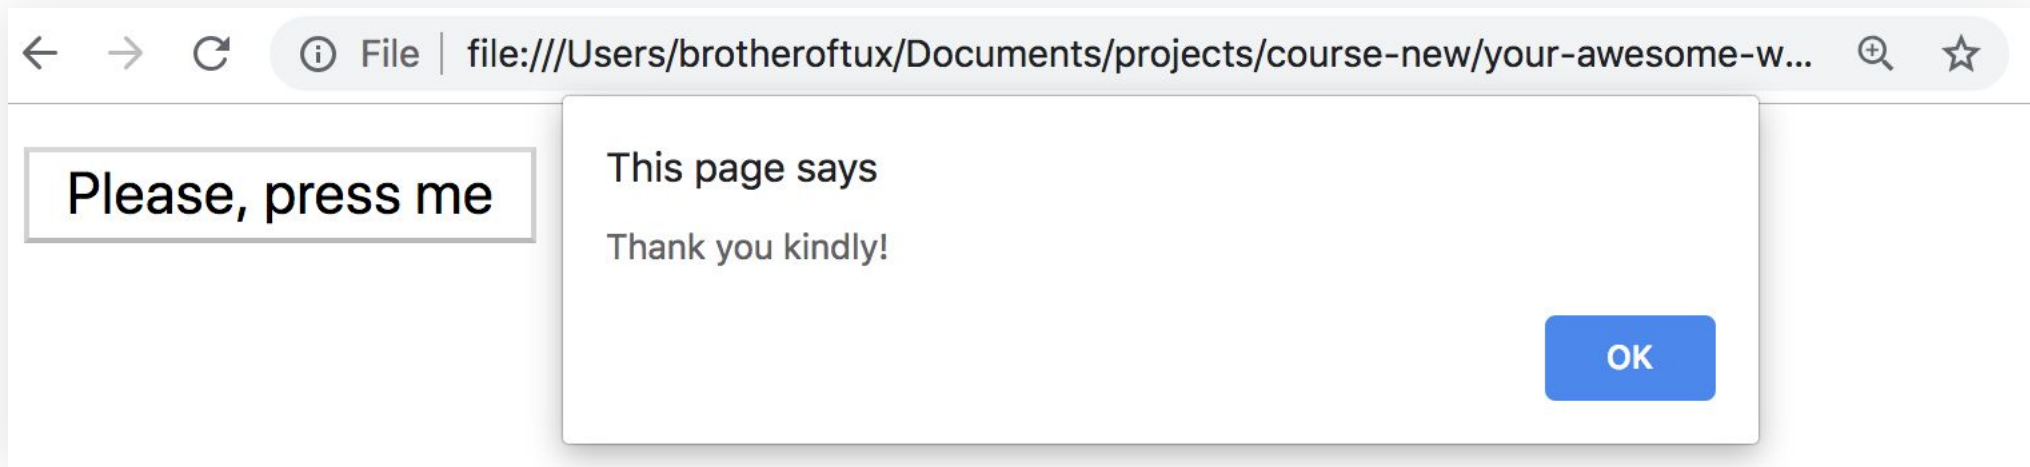 File file:///Users/brotheroftux/Documents/projects/course-new/your-awesome-w...
Please, press me
This page says
Thank you kindly!
OK